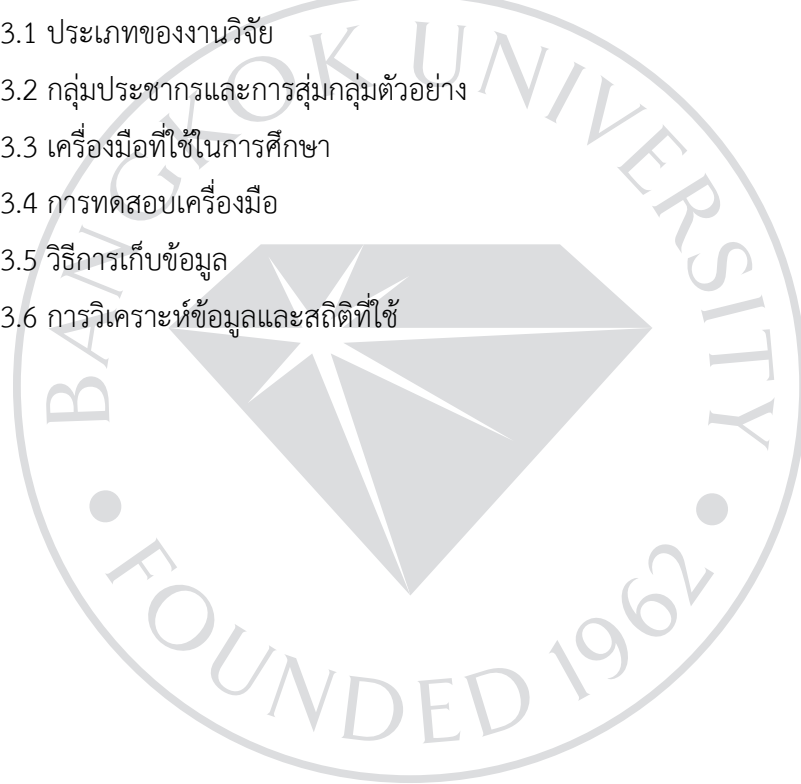 3.1 ประเภทของงานวิจัย
3.2 กลุ่มประชากรและการสุ่มกลุ่มตัวอย่าง
3.3 เครื่องมือที่ใช้ในการศึกษา
3.4 การทดสอบเครื่องมือ
3.5 วิธีการเก็บข้อมูล
3.6 การวิเคราะห์ข้อมูลและสถิติที่ใช้
BANGKOK UNIVERSITY
FOUNDED 1962